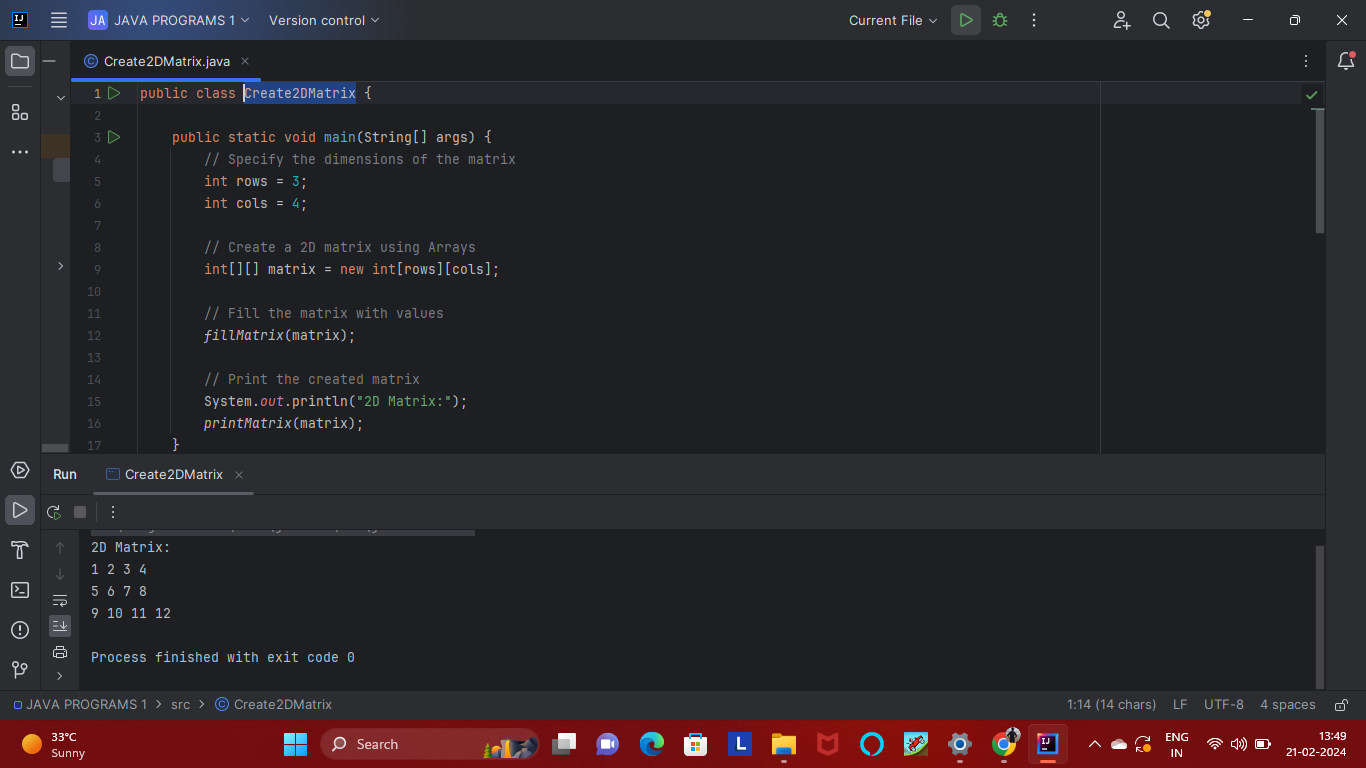 JA JAVA PROGRAMS 1 Version control Current File
Create2DMatrix.java
1 public class Create2DMatrix {
2
3 public static void main(String[] args) {
4 // Specify the dimensions of the matrix
5 int rows = 3;
6 int cols = 4;
7
8 // Create a 2D matrix using Arrays
9 int[][] matrix = new int[rows][cols];
10
11 // Fill the matrix with values
12 fillMatrix(matrix);
13
14 // Print the created matrix
15 System.out.println("2D Matrix:");
16 printMatrix(matrix);
17 }
Run Create2DMatrix
2D Matrix:
1 2 3 4
5 6 7 8
9 10 11 12
Process finished with exit code 0
JAVA PROGRAMS 1 > src > Create2DMatrix 1:14 (14 chars) LF UTF-8 4 spaces
33°C
Sunny
Search
ENG
IN
13:49
21-02-2024